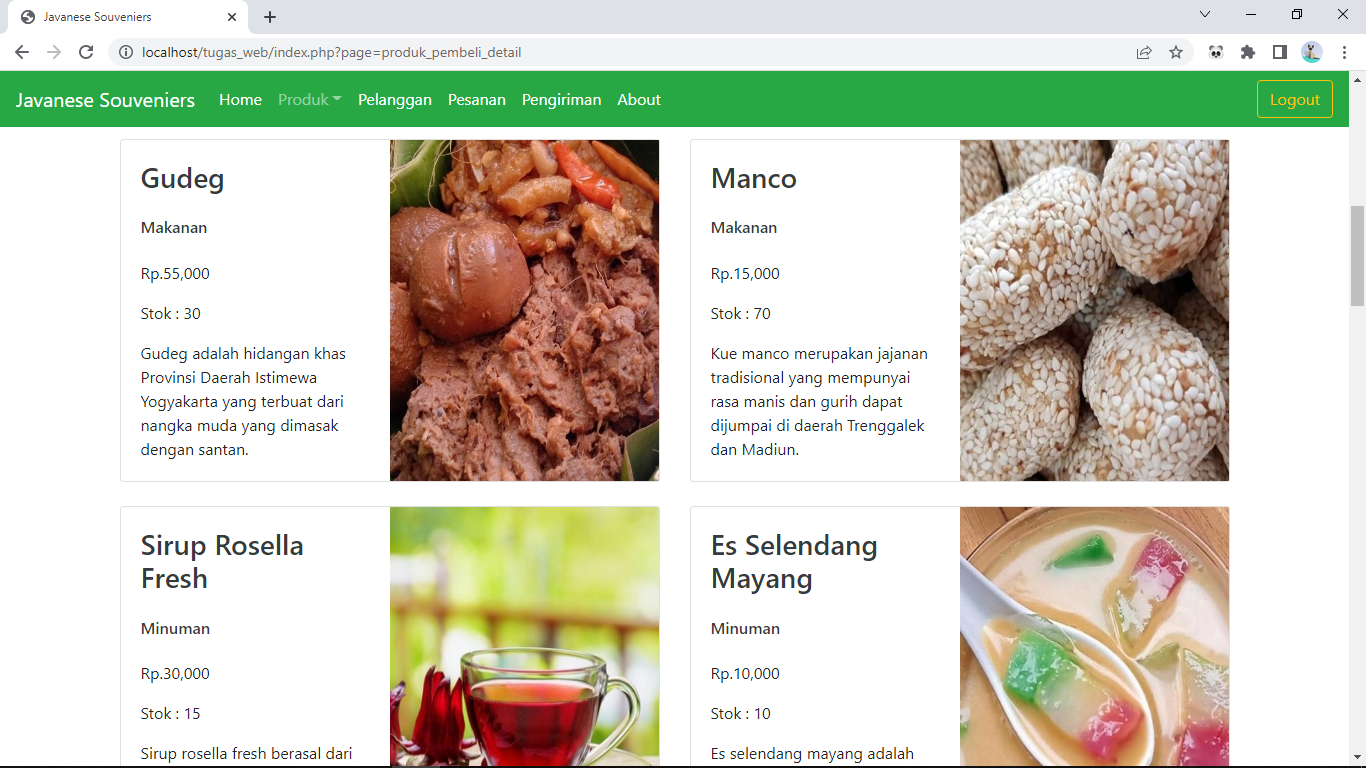 Javanese Souveniers
localhost/tugas_web/index.php?page=produk_pembeli_detail
Javanese Souveniers Home Produk Pelanggan Pesanan Pengiriman About Logout
Gudeg
Makanan
Rp.55,000
Stok : 30
Gudeg adalah hidangan khas
Provinsi Daerah Istimewa
Yogyakarta yang terbuat dari
nangka muda yang dimasak
dengan santan.
Manco
Makanan
Rp.15,000
Stok : 70
Kue manco merupakan jajanan
tradisional yang mempunyai
rasa manis dan gurih dapat
dijumpai di daerah Trenggalek
dan Madiun.
Sirup Rosella
Fresh
Minuman
Rp.30,000
Stok : 15
Sirup rosella fresh berasal dari
Es Selendang
Mayang
Minuman
Rp.10,000
Stok : 10
Es selendang mayang adalah